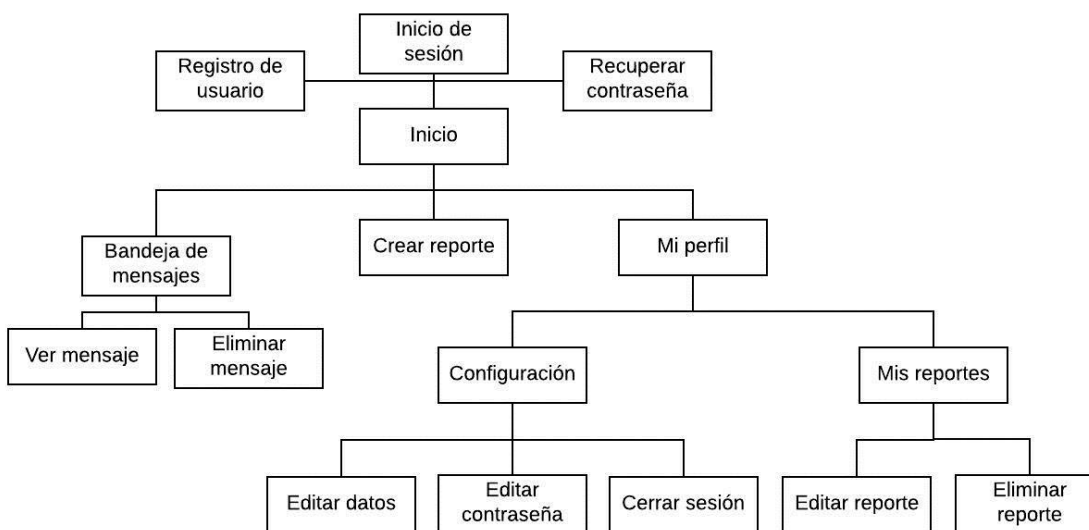 Inicio de
sesión
Registro de
usuario
Recuperar
contraseña
Inicio
Bandeja de
mensajes
Crear reporte
Mi perfil
Ver mensaje
Eliminar
mensaje
Configuración
Mis reportes
Editar datos
Editar
contraseña
Cerrar sesión
Editar reporte
Eliminar
reporte